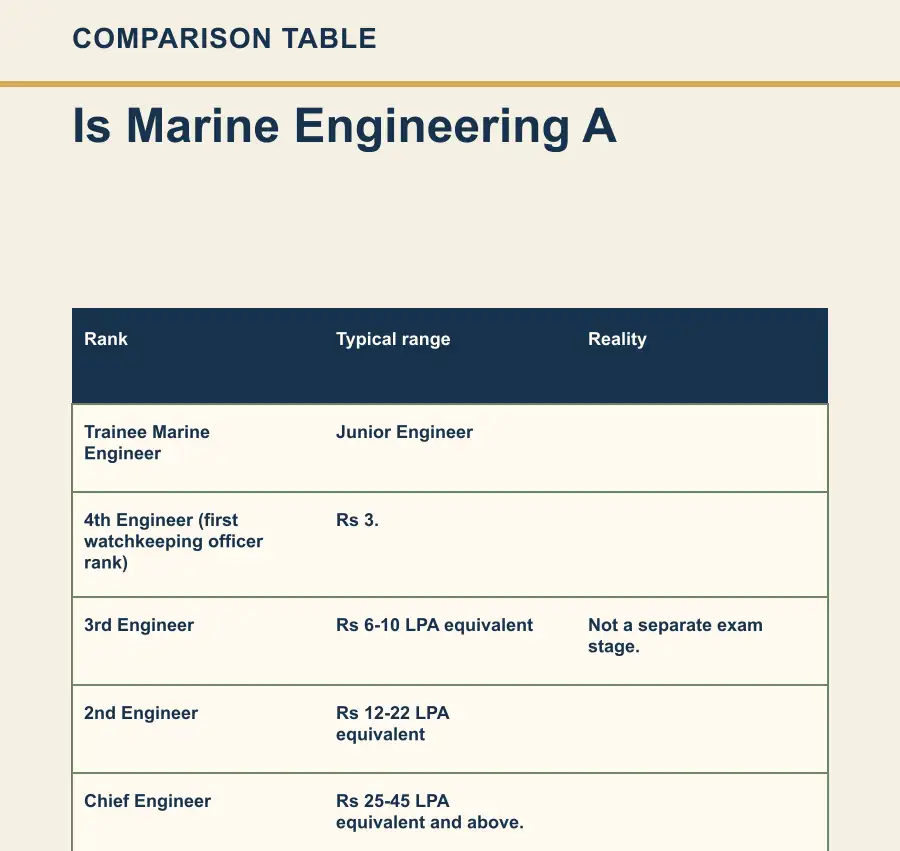 COMPARISON TABLE
Is Marine Engineering A
Rank
Typical range
Reality
Trainee Marine
Engineer
Junior Engineer
4th Engineer (first
watchkeeping officer
rank)
Rs 3.
3rd Engineer
Rs 6-10 LPA equivalent
Not a separate exam
stage.
2nd Engineer
Rs 12-22 LPA
equivalent
Chief Engineer
Rs 25-45 LPA
equivalent and above.